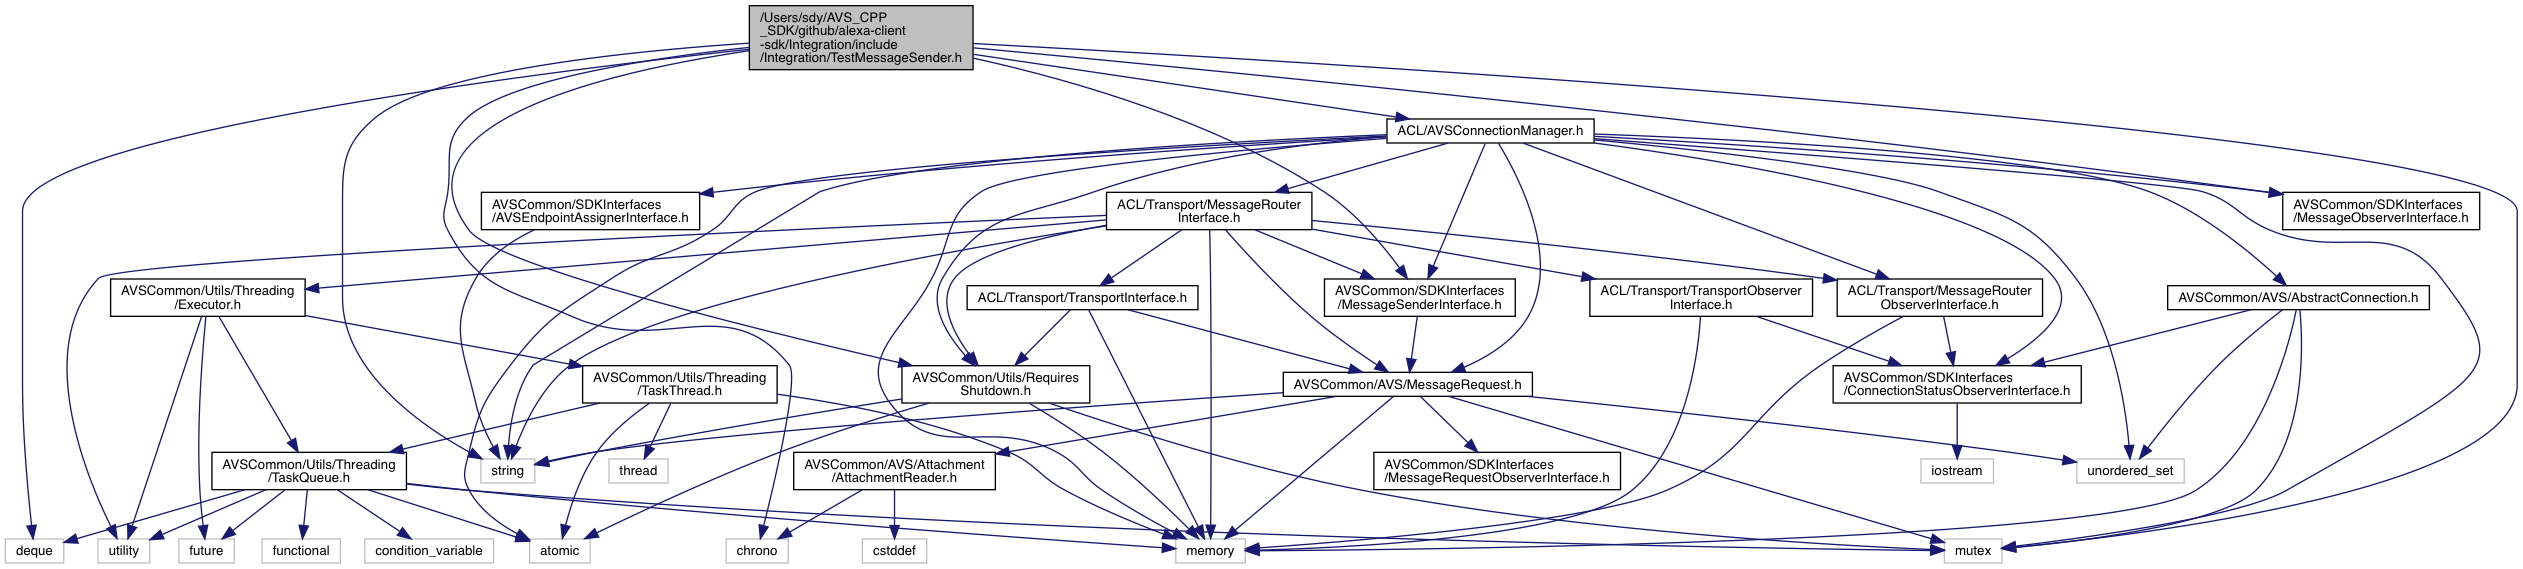 /Users/sdy/AVS_CPP
_SDK/github/alexa-client
-sdk/Integration/include
/Integration/TestMessageSender.h
ACL/AVSConnectionManager.h
AVSCommon/SDKInterfaces
/AVSEndpointAssignerInterface.h
ACL/Transport/MessageRouter
Interface.h
AVSCommon/SDKInterfaces
/MessageObserverInterface.h
AVSCommon/Utils/Threading
/Executor.h
ACL/Transport/TransportInterface.h
AVSCommon/SDKInterfaces
/MessageSenderInterface.h
ACL/Transport/TransportObserver
Interface.h
ACL/Transport/MessageRouter
ObserverInterface.h
AVSCommon/AVS/AbstractConnection.h
AVSCommon/Utils/Threading
/TaskThread.h
AVSCommon/Utils/Requires
Shutdown.h
AVSCommon/AVS/MessageRequest.h
AVSCommon/SDKInterfaces
/ConnectionStatusObserverInterface.h
AVSCommon/Utils/Threading
/TaskQueue.h
string
thread
AVSCommon/AVS/Attachment
/AttachmentReader.h
AVSCommon/SDKInterfaces
/MessageRequestObserverInterface.h
iostream
unordered_set
deque
utility
future
functional
condition_variable
atomic
chrono
cstddef
memory
mutex